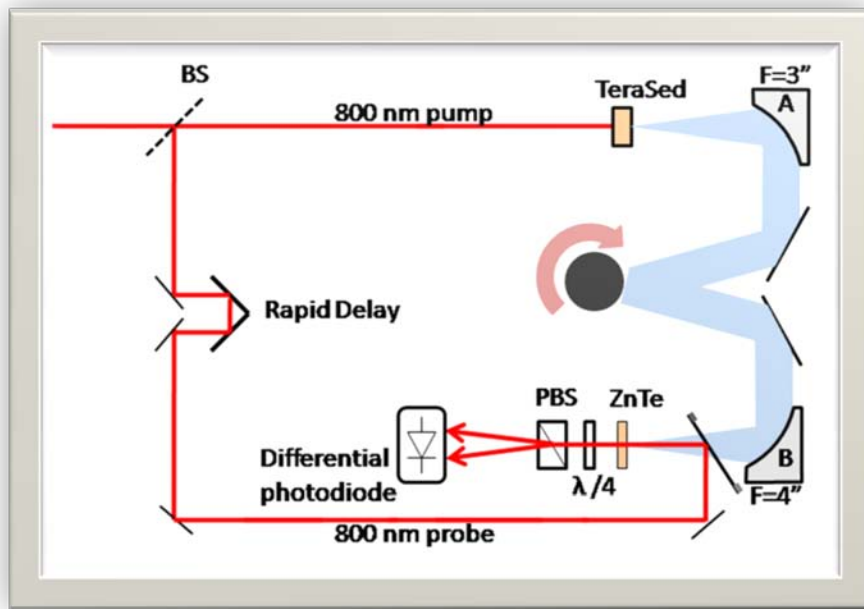 BS
800 nm pump
TeraSed
F=3”
A
Rapid Delay
PBS
ZnTe
λ/4
B
F=4”
Differential
photodiode
800 nm probe